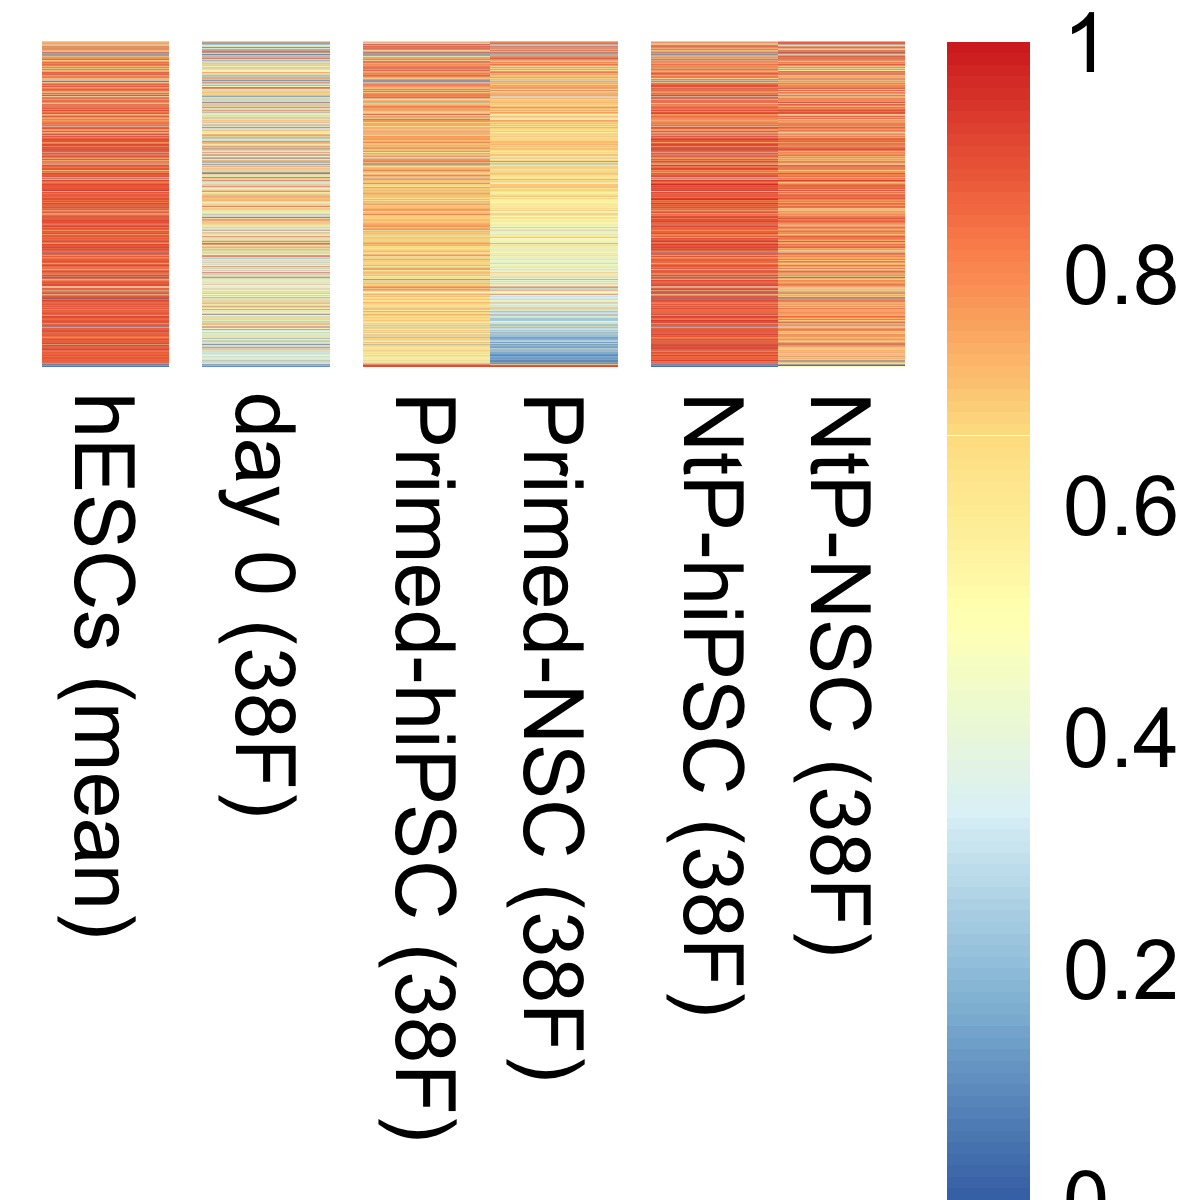 hESCs (mean)
day 0 (38F)
Primed-hiPSC (38F)
Primed-NSC (38F)
NtP-hiPSC (38F)
NtP-NSC (38F)
1
0.8
0.6
0.4
0.2
0